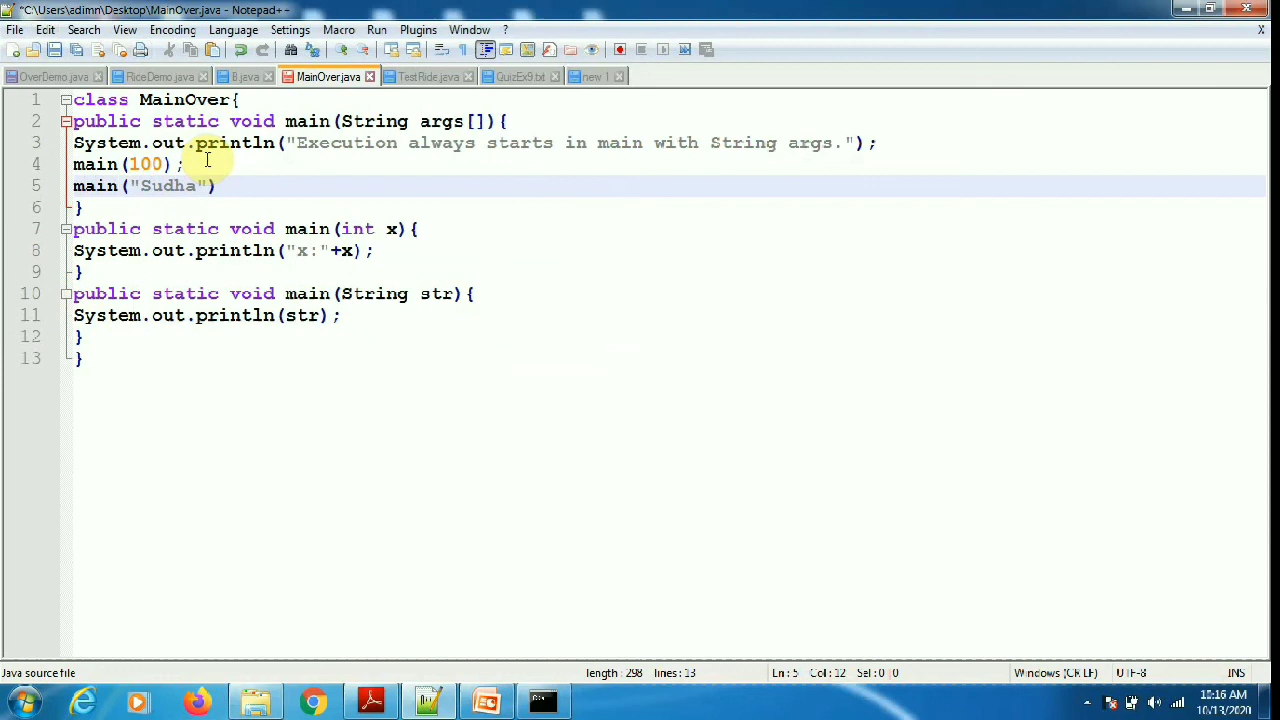 *C:\Users\adimn\Desktop\MainOver.java - Notepad++
File Edit Search View Encoding Language Settings Macro Run Plugins Window ? X
OverDemo.java RiceDemo.java B.java MainOver.java TestRide.java QuizEx9.txt new 1
1 class MainOver{
2 public static void main(String args[]){
3 System.out.println("Execution always starts in main with String args.");
4 main(100);
5 main("Sudha")
6 }
7 public static void main(int x){
8 System.out.println("x:"+x);
9 }
10 public static void main(String str){
11 System.out.println(str);
12 }
13 }
Java source file length : 298 lines : 13 Ln : 5 Col : 12 Sel : 0 | 0 Windows (CR LF) UTF-8 INS
10:16 AM
10/13/2020